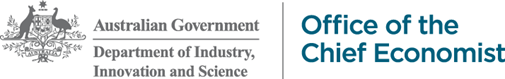 Australian Government
Department of Industry,
Innovation and Science
Office of the
Chief Economist